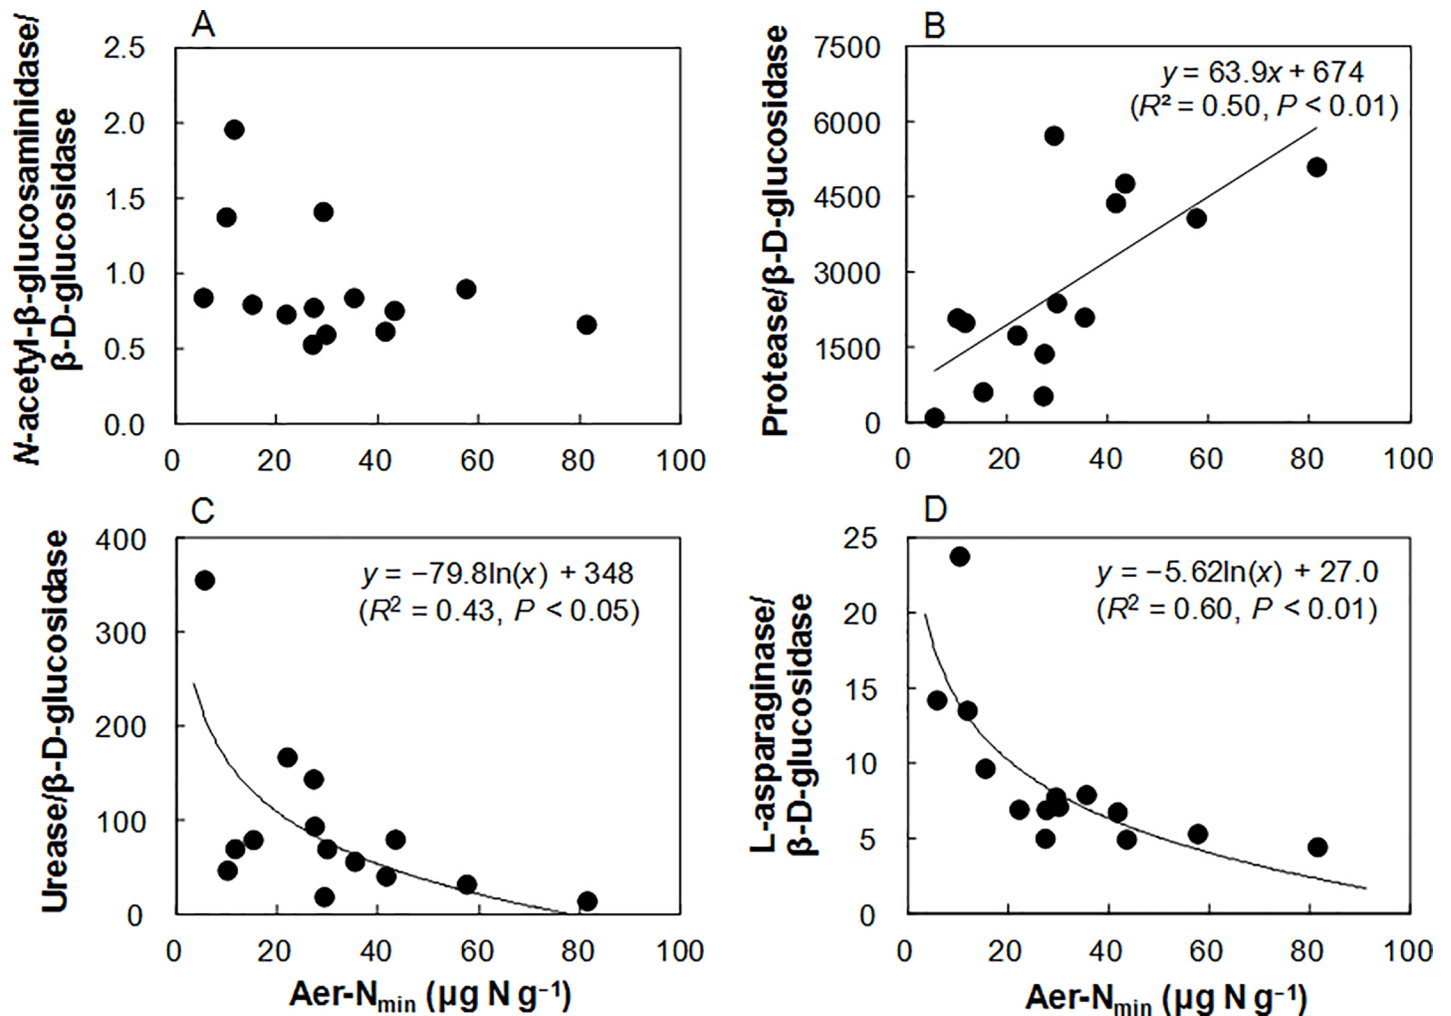 A
N-acetyl-β-glucosaminidase/
β-D-glucosidase
2.5
2.0
1.5
1.0
0.5
0.0
0 20 40 60 80 100
B
Protease/β-D-glucosidase
7500
6000
4500
3000
1500
0
y = 63.9x + 674
(R² = 0.50, P < 0.01)
0 20 40 60 80 100
C
Urease/β-D-glucosidase
400
300
200
100
0
y = −79.8ln(x) + 348
(R² = 0.43, P < 0.05)
0 20 40 60 80 100
Aer-Nmin (µg N g⁻¹)
D
L-asparaginase/
β-D-glucosidase
25
20
15
10
5
0
y = −5.62ln(x) + 27.0
(R² = 0.60, P < 0.01)
0 20 40 60 80 100
Aer-Nmin (µg N g⁻¹)